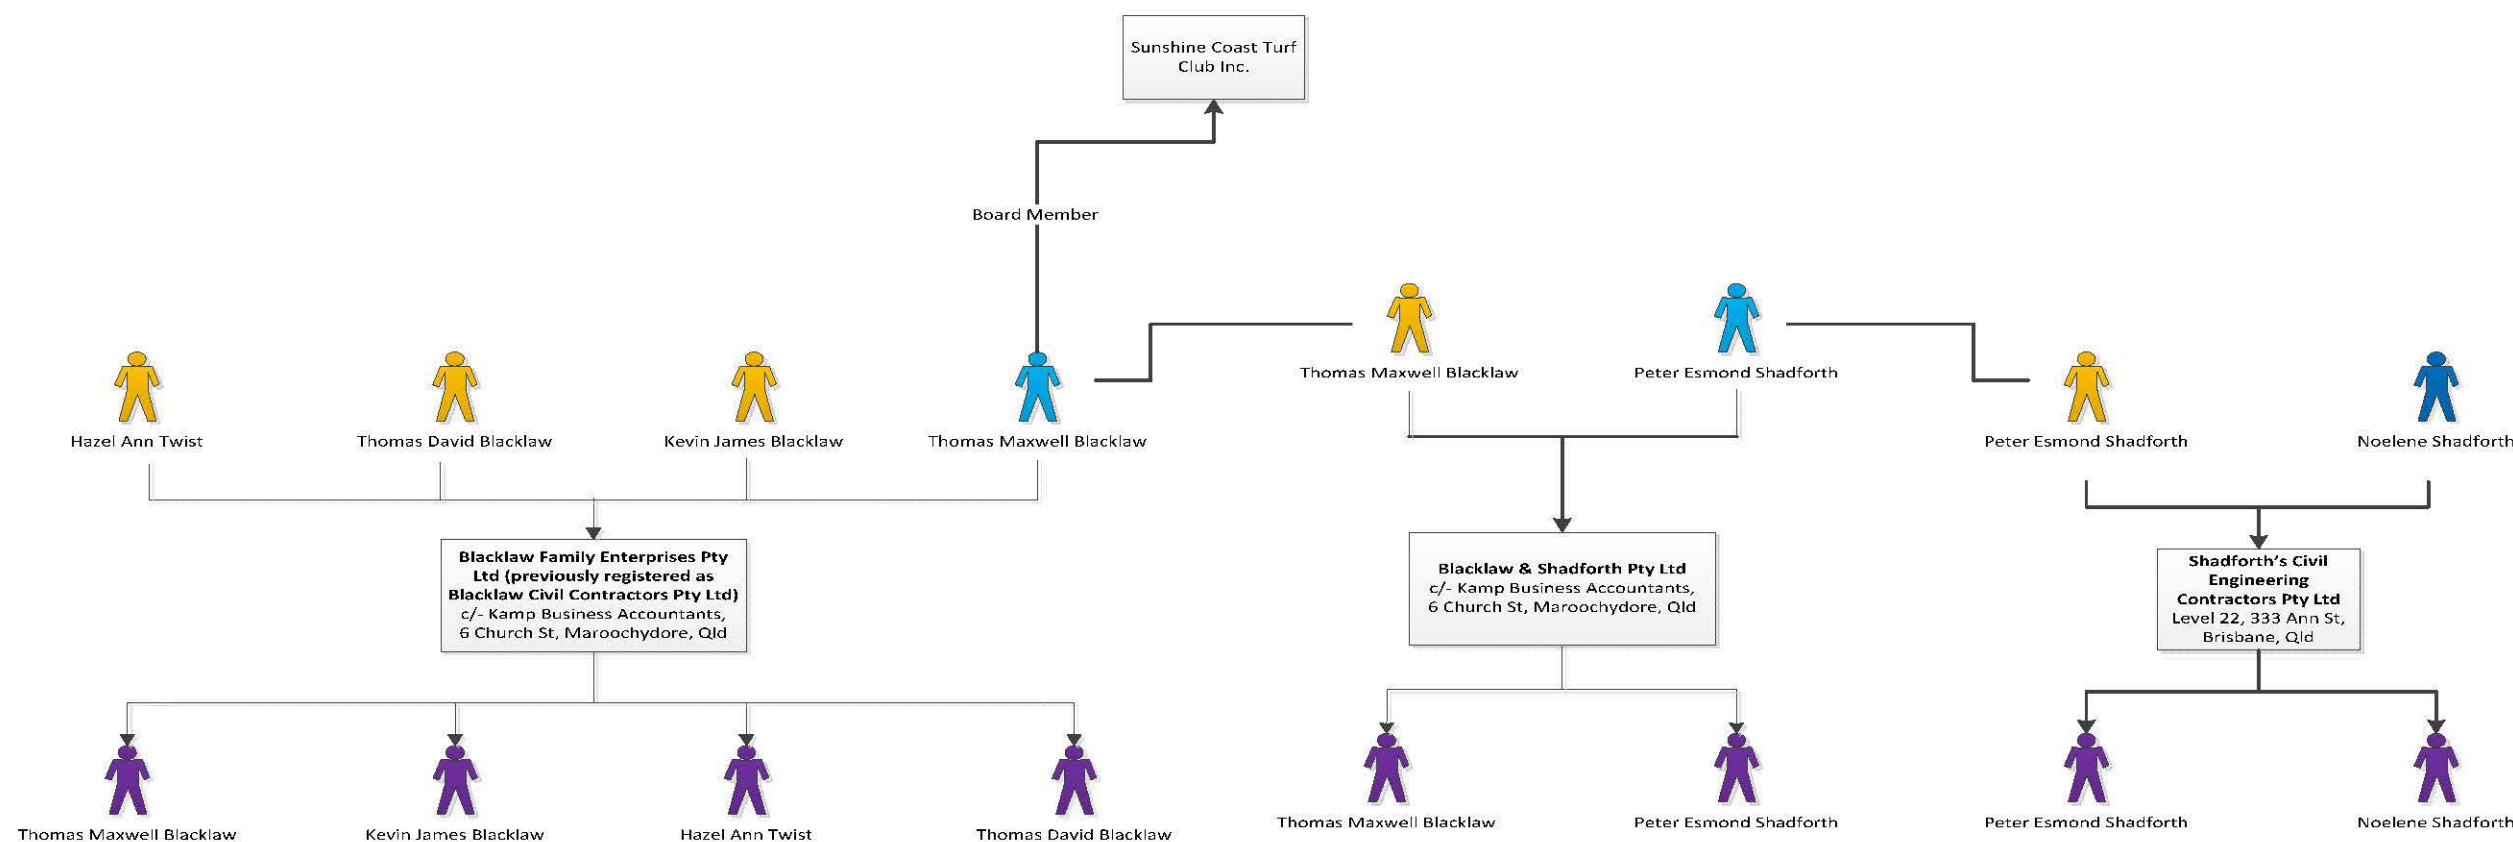 Sunshine Coast Turf
Club Inc.
Board Member
Thomas Maxwell Blacklaw
Peter Esmond Shadforth
Hazel Ann Twist
Thomas David Blacklaw
Kevin James Blacklaw
Thomas Maxwell Blacklaw
Peter Esmond Shadforth
Noelene Shadforth
Blacklaw Family Enterprises Pty
Ltd (previously registered as
Blacklaw Civil Contractors Pty Ltd)
c/- Kamp Business Accountants,
6 Church St, Maroochydore, Qld
Blacklaw & Shadforth Pty Ltd
c/- Kamp Business Accountants,
6 Church St, Maroochydore, Qld
Shadforth's Civil
Engineering
Contractors Pty Ltd
Level 22, 333 Ann St,
Brisbane, Qld
Thomas Maxwell Blacklaw
Kevin James Blacklaw
Hazel Ann Twist
Thomas David Blacklaw
Thomas Maxwell Blacklaw
Peter Esmond Shadforth
Peter Esmond Shadforth
Noelene Shadforth